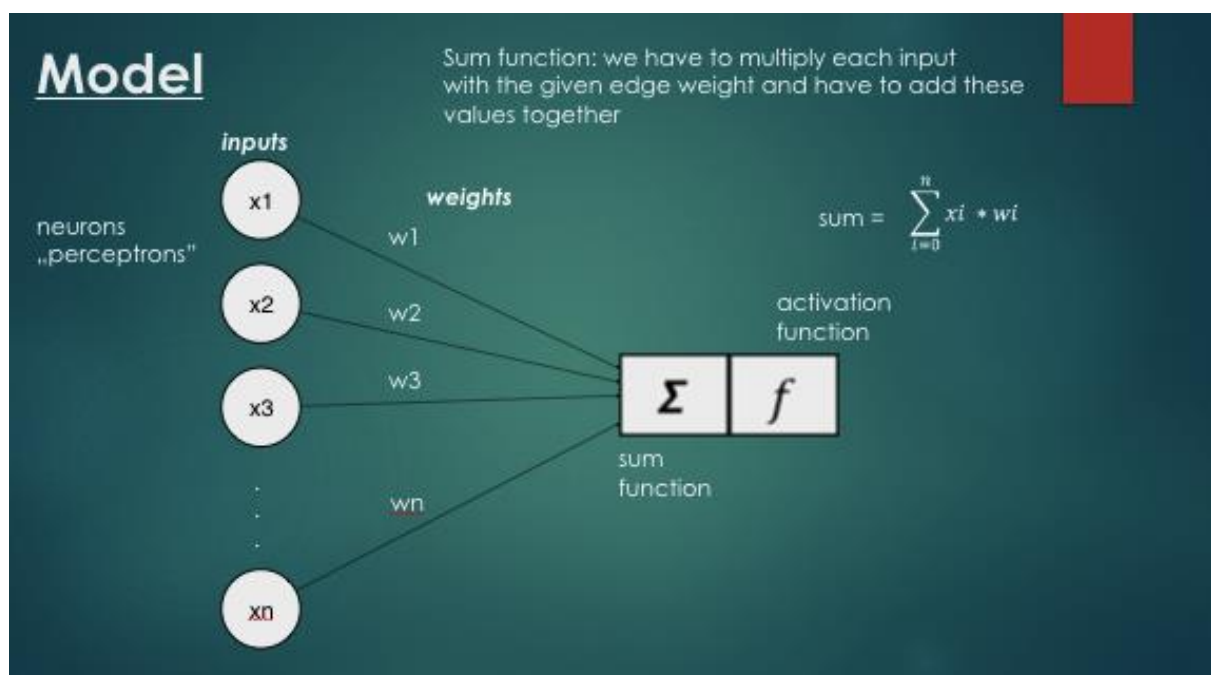 Model
Sum function: we have to multiply each input
with the given edge weight and have to add these
values together
inputs
x1
weights
neurons
„perceptrons”
w1
sum = n ∑ i=0 xi * wi
x2
w2
activation
function
w3
x3
Σ
f
sum
function
.
.
.
wn
xn